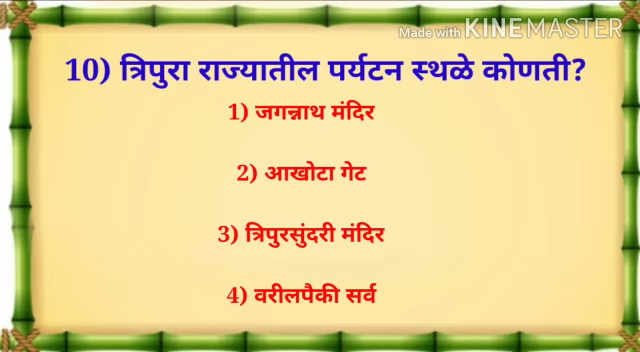 Made with KINEMASTER
10) त्रिपुरा राज्यातील पर्यटन स्थळे कोणती?
1) जगन्नाथ मंदिर
2) आखोटा गेट
3) त्रिपुरसुंदरी मंदिर
4) वरीलपैकी सर्व